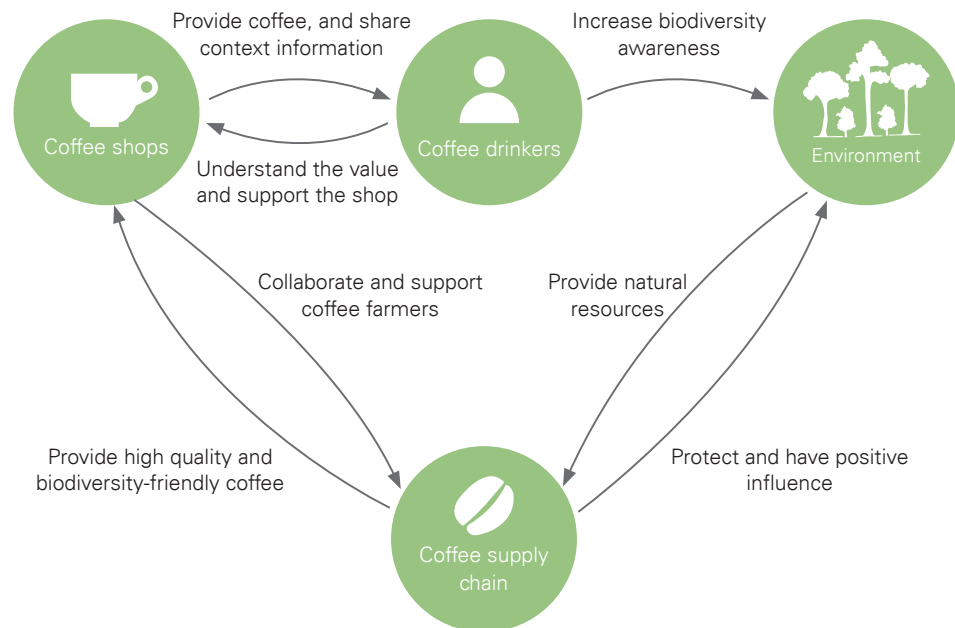 Provide coffee, and share
context information
Increase biodiversity
awareness
Coffee shops
Coffee drinkers
Environment
Understand the value
and support the shop
Collaborate and support
coffee farmers
Provide natural
resources
Provide high quality and
biodiversity-friendly coffee
Protect and have positive
influence
Coffee supply
chain